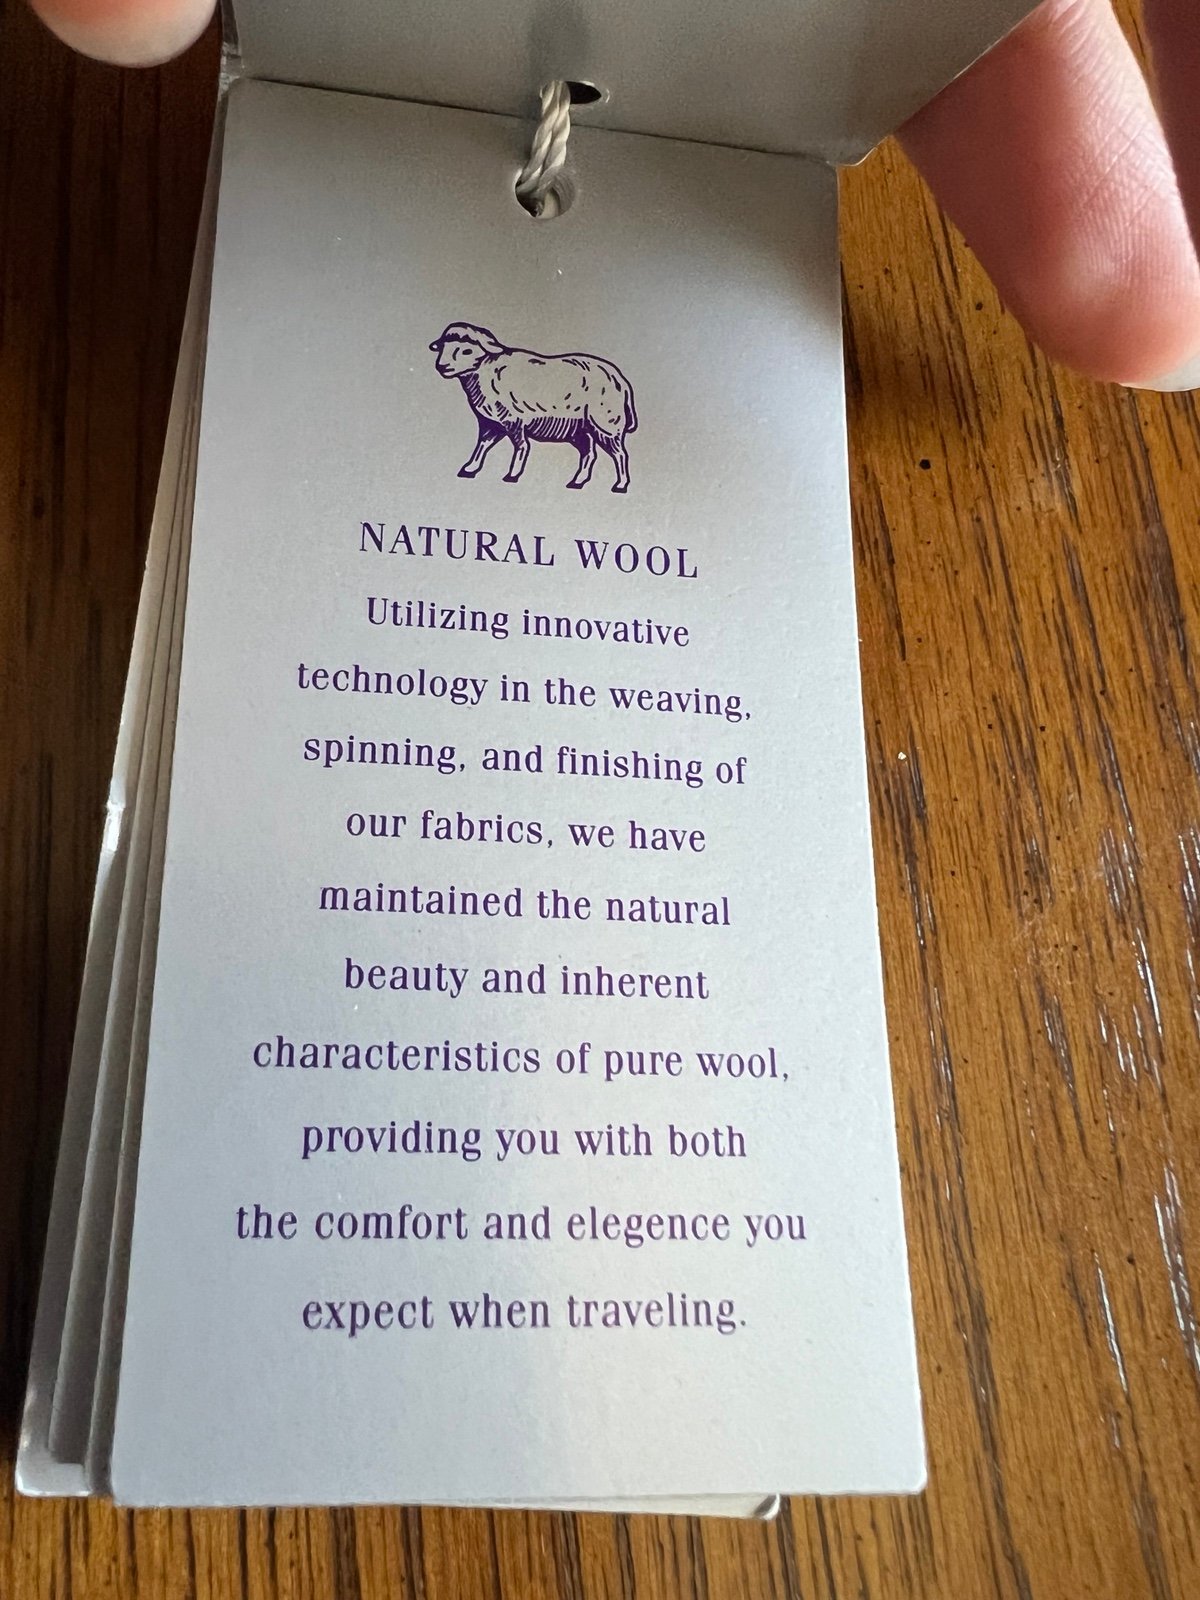 NATURAL WOOL
Utilizing innovative
technology in the weaving,
spinning, and finishing of
our fabrics, we have
maintained the natural
beauty and inherent
characteristics of pure wool,
providing you with both
the comfort and elegence you
expect when traveling.